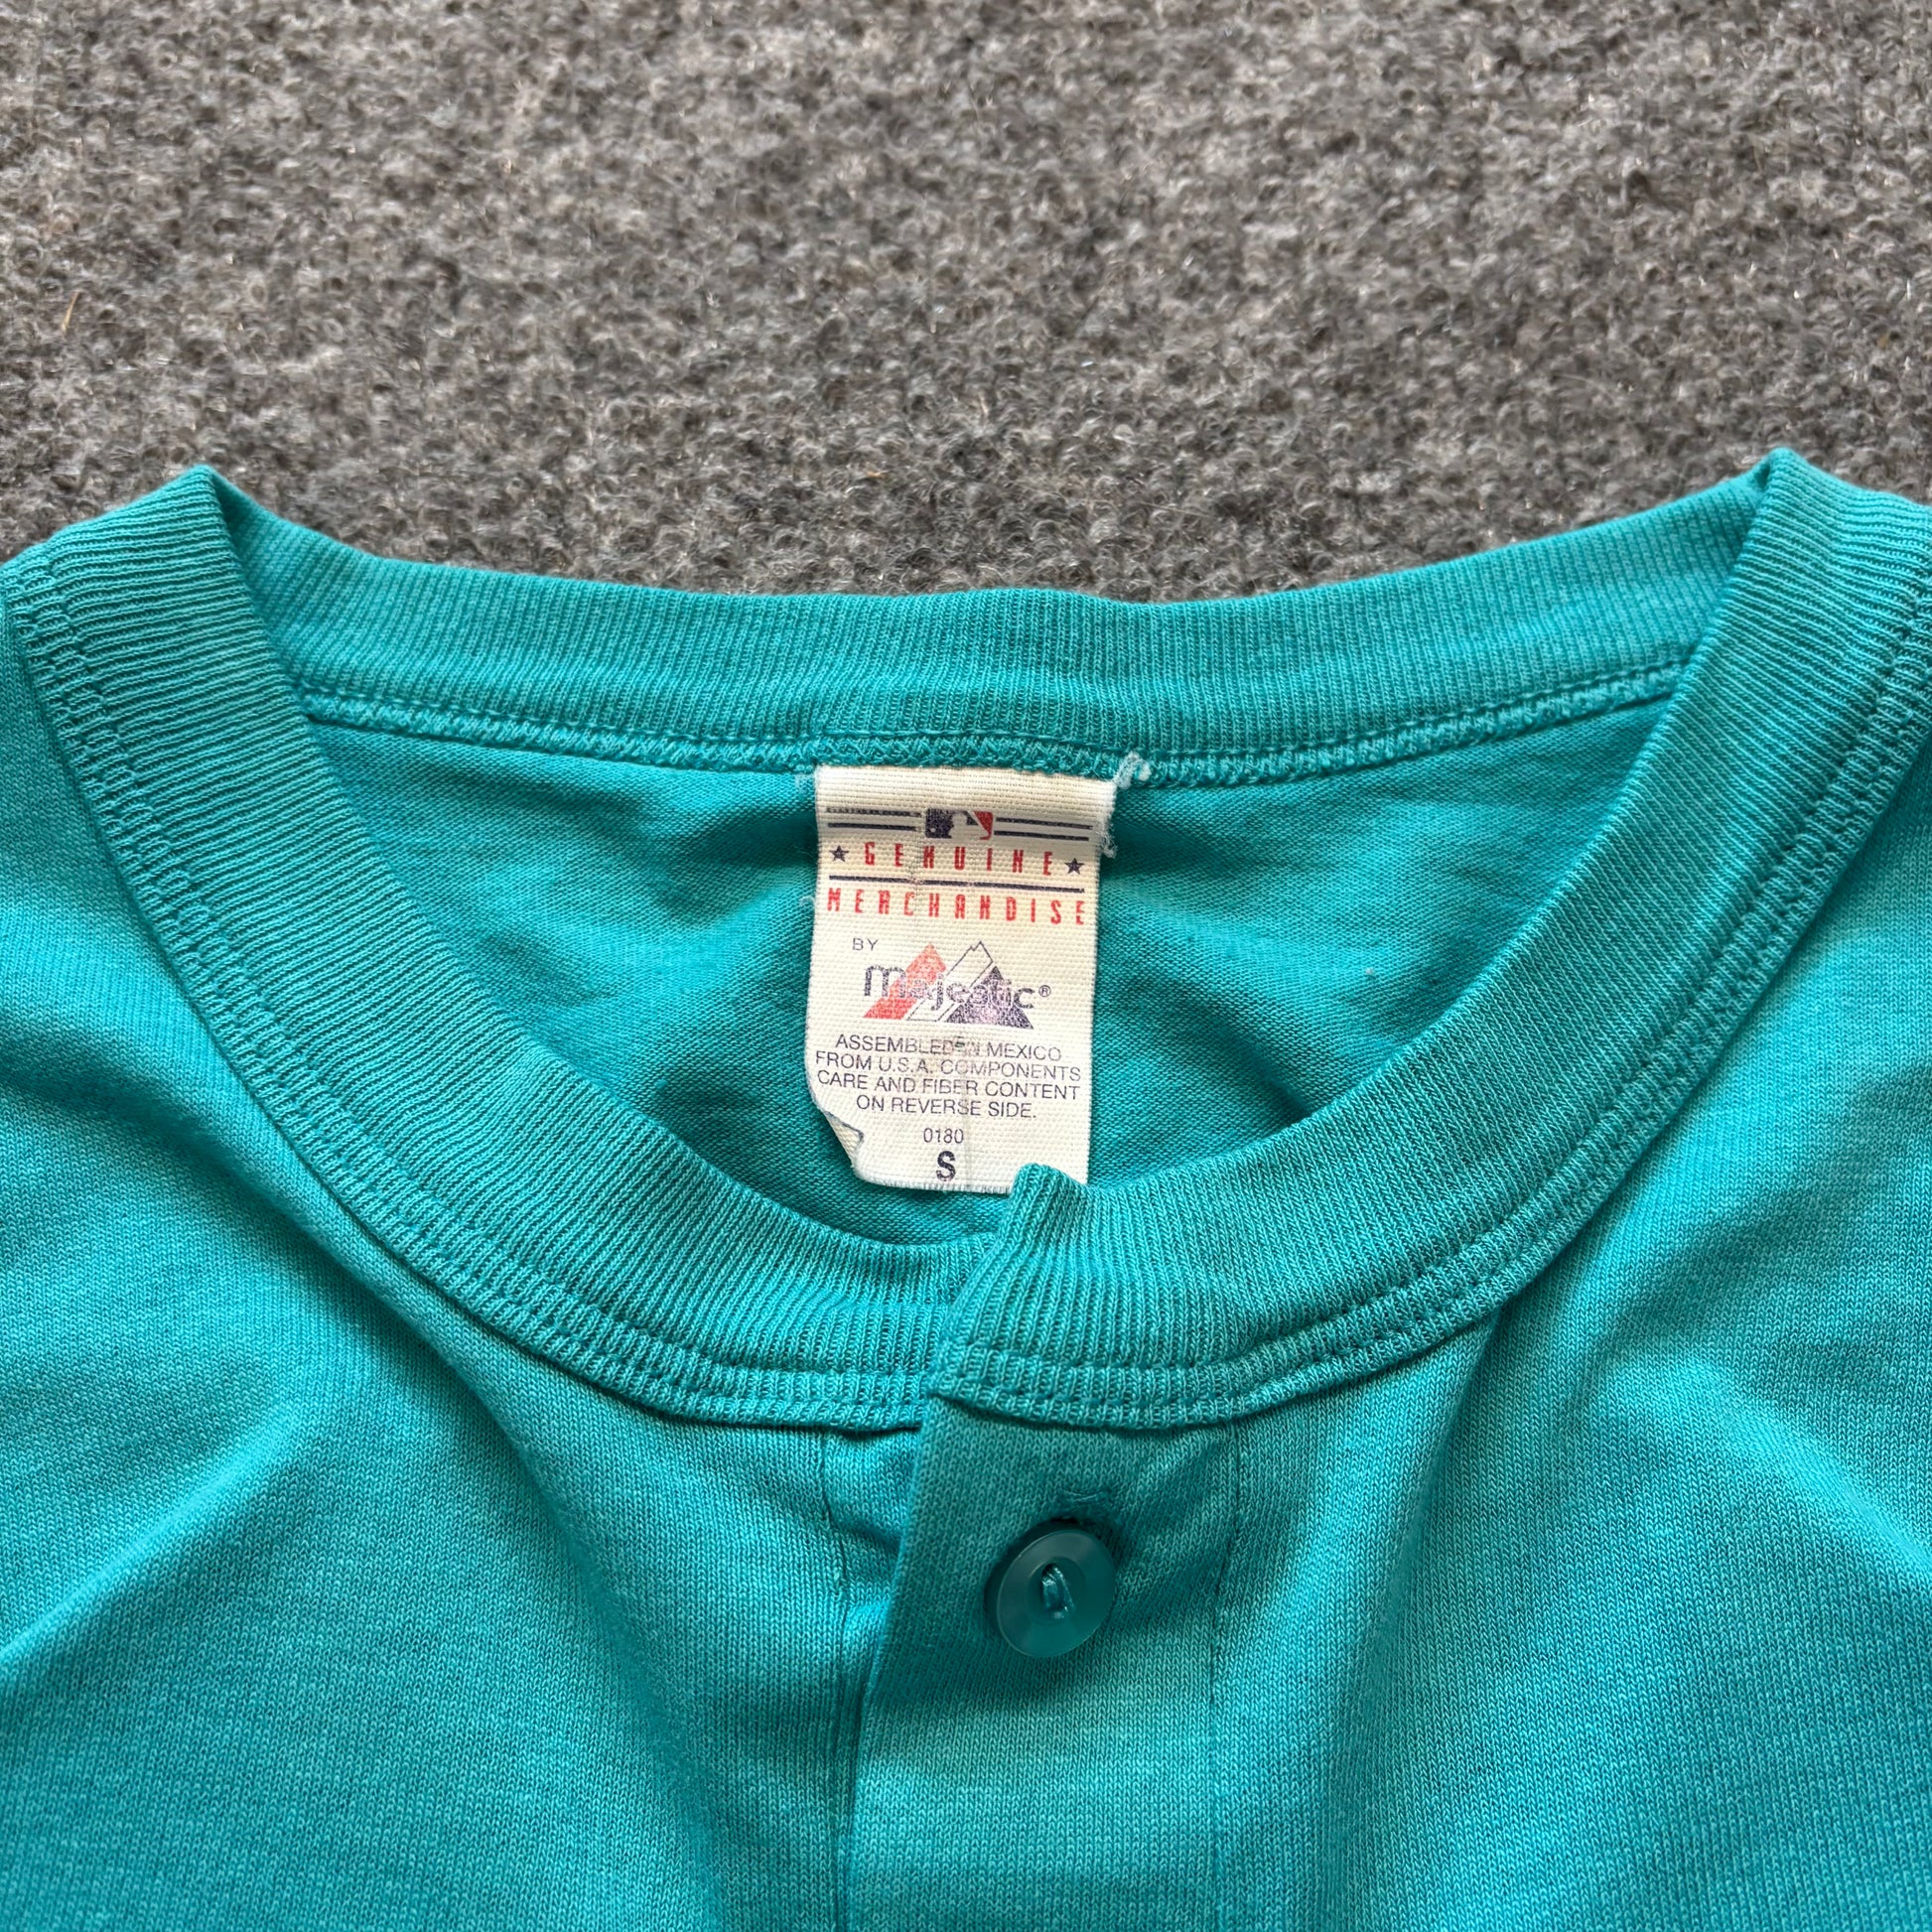 ★ GENUINE ★
MERCHANDISE
BY
Majestic®
ASSEMBLED IN MEXICO
FROM U.S.A. COMPONENTS
CARE AND FIBER CONTENT
ON REVERSE SIDE.
0180
S